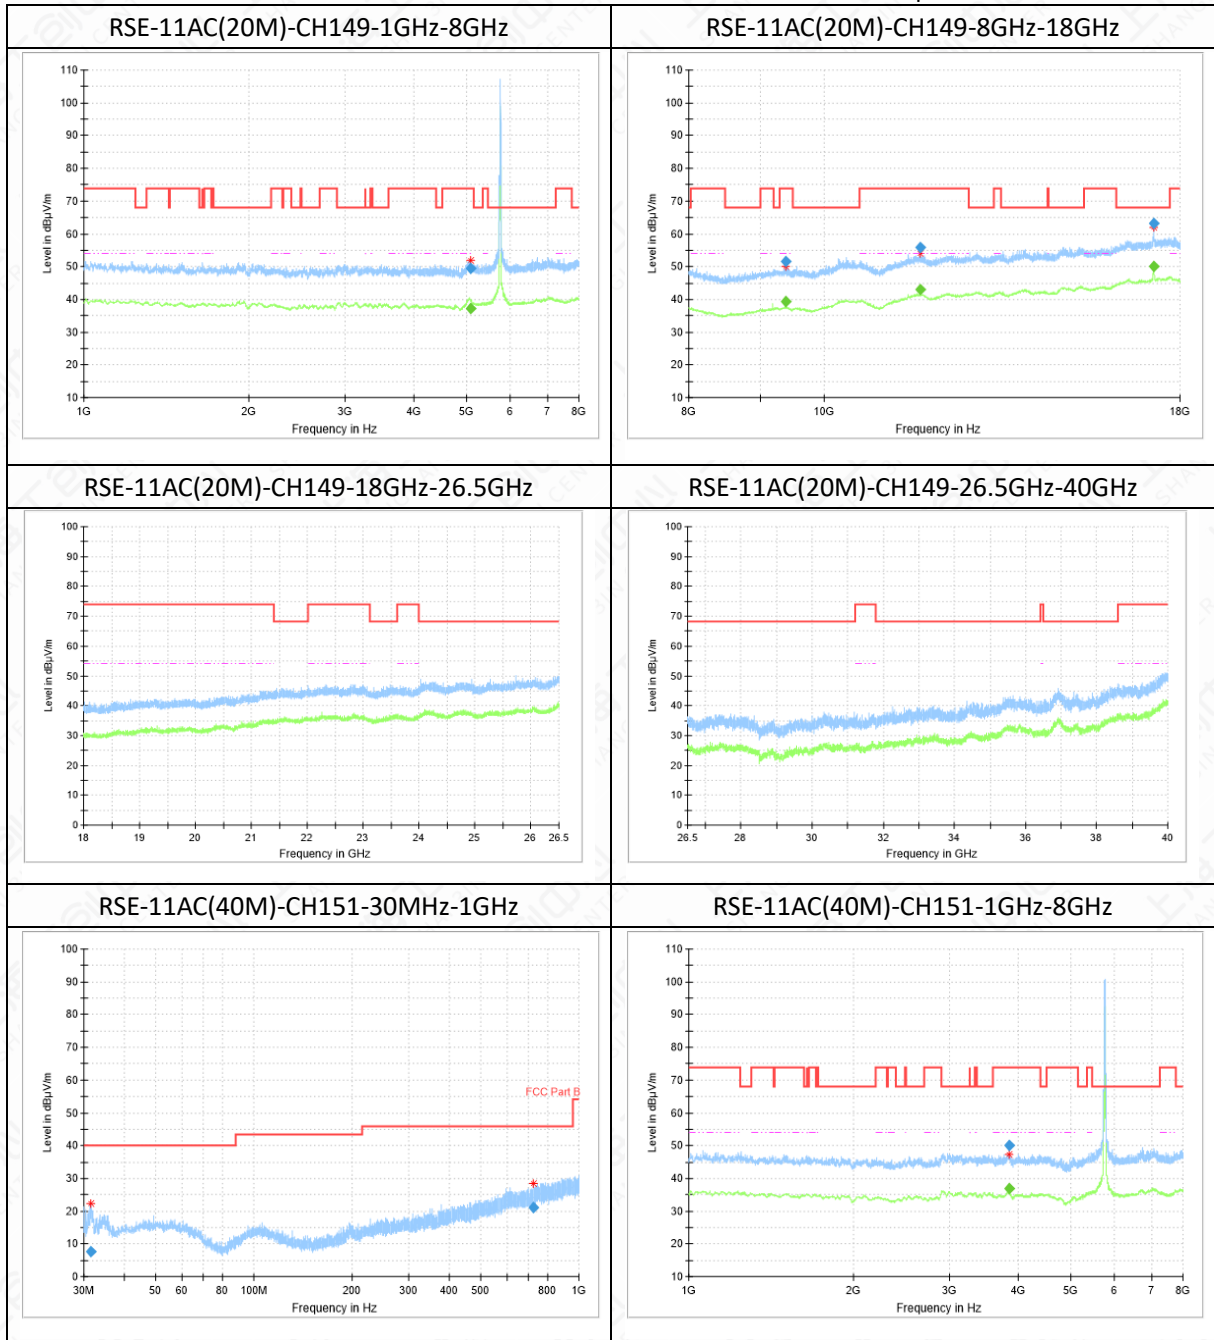 RSE-11AC(20M)-CH149-1GHz-8GHz
RSE-11AC(20M)-CH149-8GHz-18GHz
110
100
90
80
70
60
50
40
30
20
10
Level in dBµV/m
1G
2G
3G
4G
5G
6
7
8G
Frequency in Hz
110
100
90
80
70
60
50
40
30
20
10
Level in dBµV/m
8G
10G
18G
Frequency in Hz
RSE-11AC(20M)-CH149-18GHz-26.5GHz
RSE-11AC(20M)-CH149-26.5GHz-40GHz
100
90
80
70
60
50
40
30
20
10
0
Level in dBµV/m
18
19
20
21
22
23
24
25
26
26.5
Frequency in GHz
100
90
80
70
60
50
40
30
20
10
0
Level in dBµV/m
26.5
28
30
32
34
36
38
40
Frequency in GHz
RSE-11AC(40M)-CH151-30MHz-1GHz
RSE-11AC(40M)-CH151-1GHz-8GHz
100
90
80
70
60
50
40
30
20
10
0
Level in dBµV/m
FCC Part B
30M
50
60
80
100M
200
300
400
500
800
1G
Frequency in Hz
110
100
90
80
70
60
50
40
30
20
10
Level in dBµV/m
1G
2G
3G
4G
5G
6
7
8G
Frequency in Hz